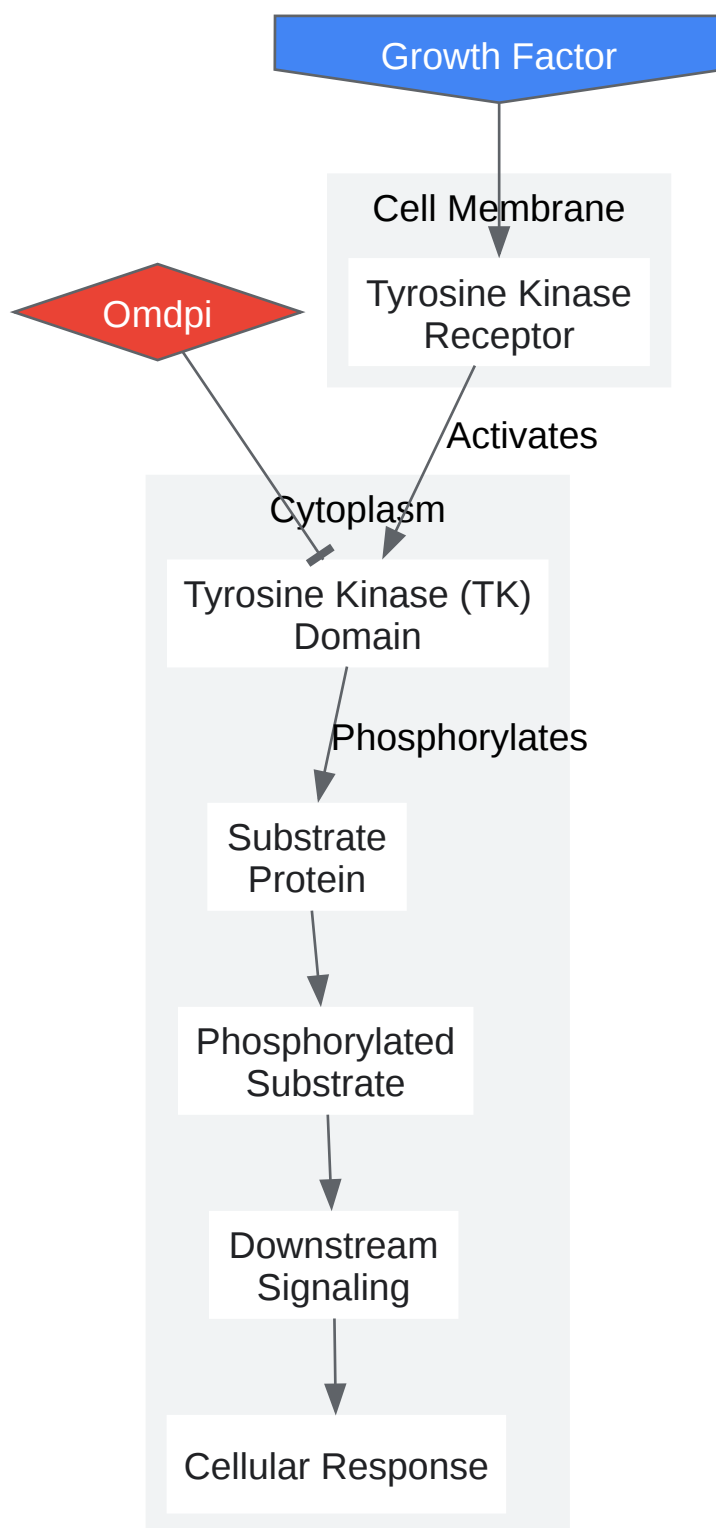 Growth Factor
Cell Membrane
Tyrosine Kinase
Receptor
Omdpi
Activates
Cytoplasm
Tyrosine Kinase (TK)
Domain
Phosphorylates
Substrate
Protein
Phosphorylated
Substrate
Downstream
Signaling
Cellular Response